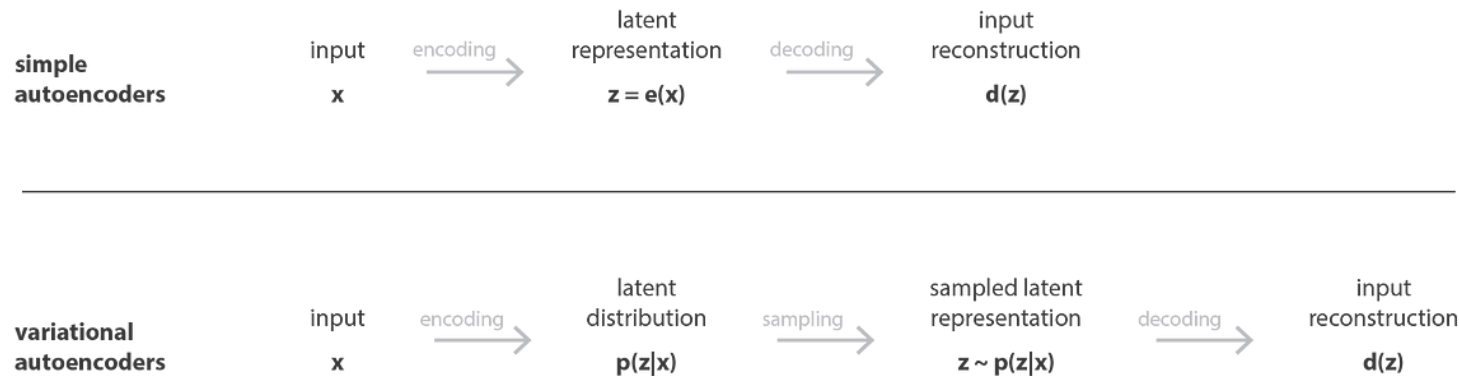 simple
autoencoders
input
x
encoding
latent
representation
z = e(x)
decoding
input
reconstruction
d(z)
variational
autoencoders
input
x
encoding
latent
distribution
p(z|x)
sampling
sampled latent
representation
z ~ p(z|x)
decoding
input
reconstruction
d(z)